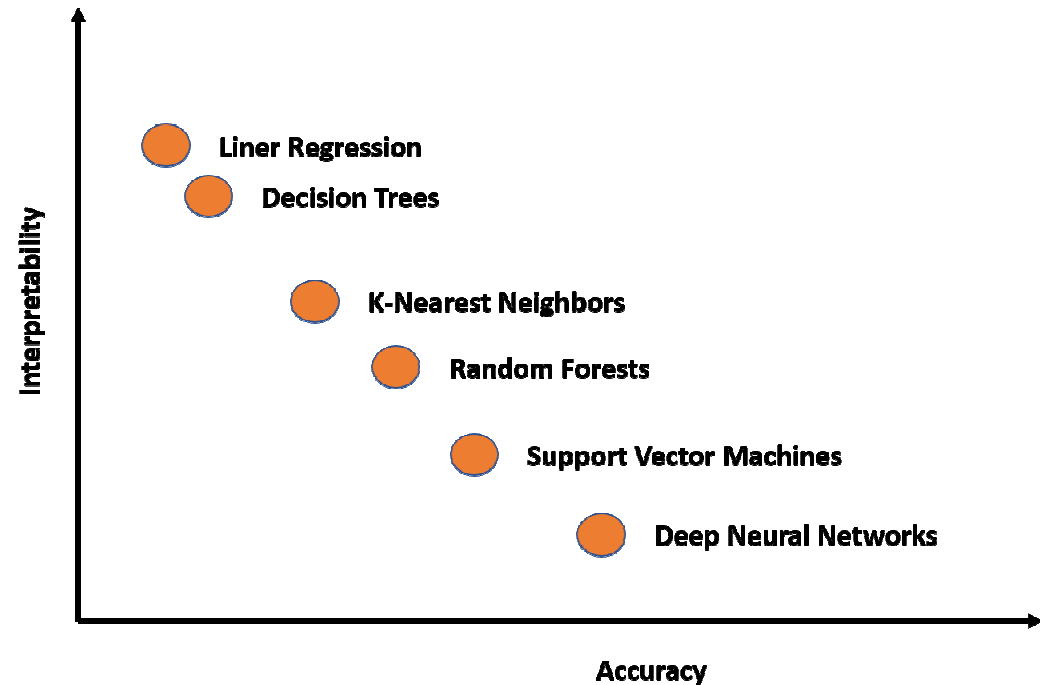 Liner Regression
Decision Trees
K-Nearest Neighbors
Random Forests
Support Vector Machines
Deep Neural Networks
Interpretability
Accuracy